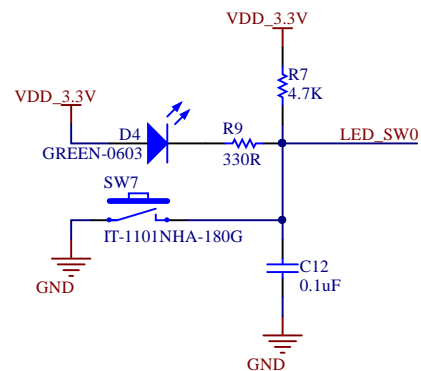 VDD_3.3V
R7
4.7K
VDD_3.3V
D4
GREEN-0603
R9
330R
LED_SW0
SW7
IT-1101NHA-180G
C12
0.1uF
GND
GND